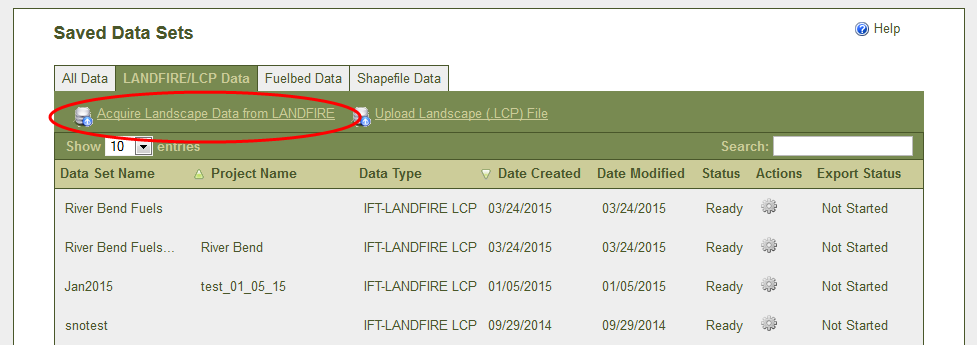 Saved Data Sets
Help
All Data LANDFIRE/LCP Data Fuelbed Data Shapefile Data
Acquire Landscape Data from LANDFIRE Upload Landscape (.LCP) File
Show 10 entries Search:
Data Set Name Project Name Data Type Date Created Date Modified Status Actions Export Status
River Bend Fuels IFT-LANDFIRE LCP 03/24/2015 03/24/2015 Ready Not Started
River Bend Fuels... River Bend IFT-LANDFIRE LCP 03/24/2015 03/24/2015 Ready Not Started
Jan2015 test_01_05_15 IFT-LANDFIRE LCP 01/05/2015 01/05/2015 Ready Not Started
snotest IFT-LANDFIRE LCP 09/29/2014 09/29/2014 Ready Not Started